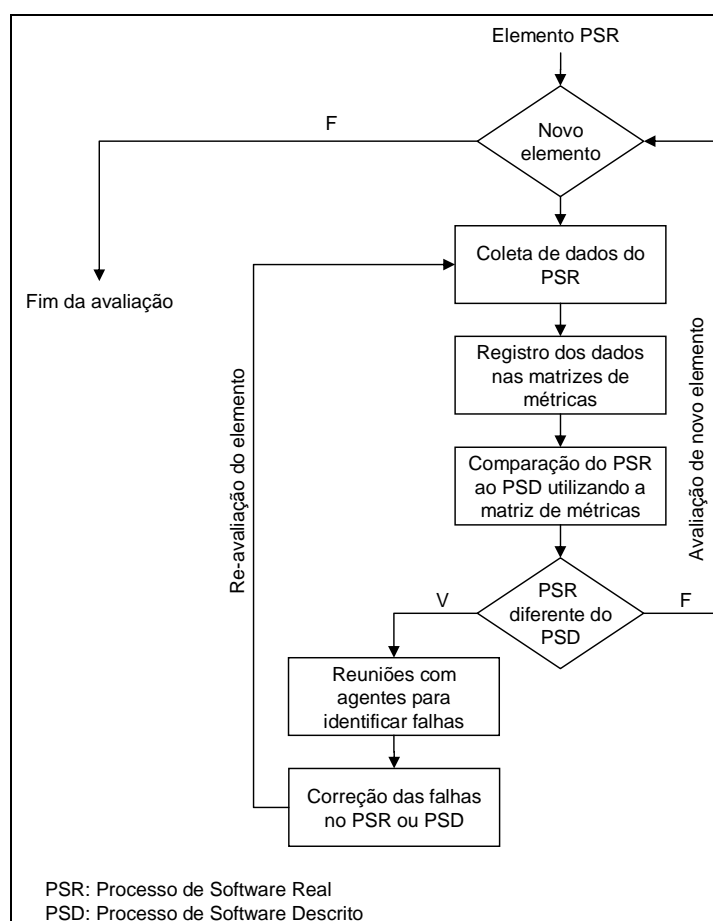 Elemento PSR
F
Novo
elemento
Coleta de dados do
PSR
Fim da avaliação
Registro dos dados
nas matrizes de
métricas
Re-avaliação do elemento
Avaliação de novo elemento
Comparação do PSR
ao PSD utilizando a
matriz de métricas
V
PSR
diferente do
PSD
F
Reuniões com
agentes para
identificar falhas
Correção das falhas
no PSR ou PSD
PSR: Processo de Software Real
PSD: Processo de Software Descrito